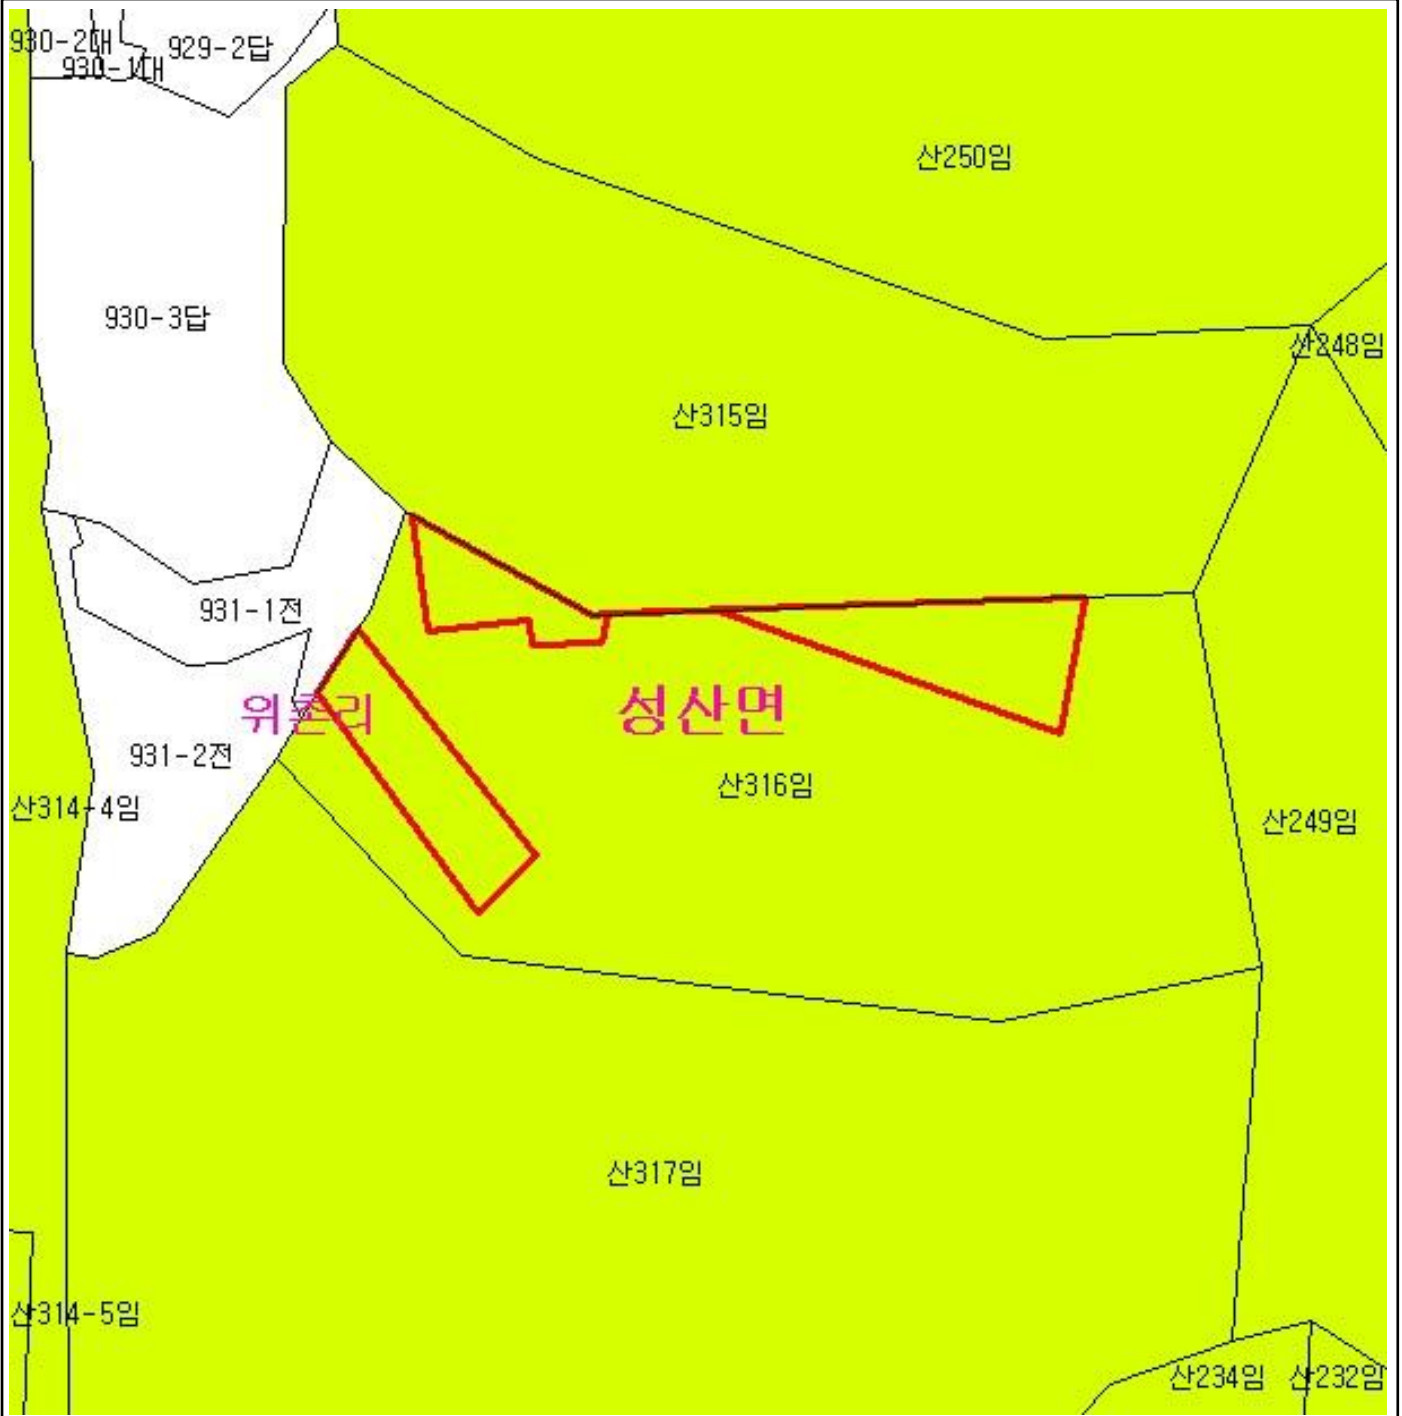 930-2대
929-2답
930-1대
산250임
930-3답
산248임
산315임
931-1전
위촌리
성산면
931-2전
산316임
산314-4임
산249임
산317임
산314-5임
산234임
산232임